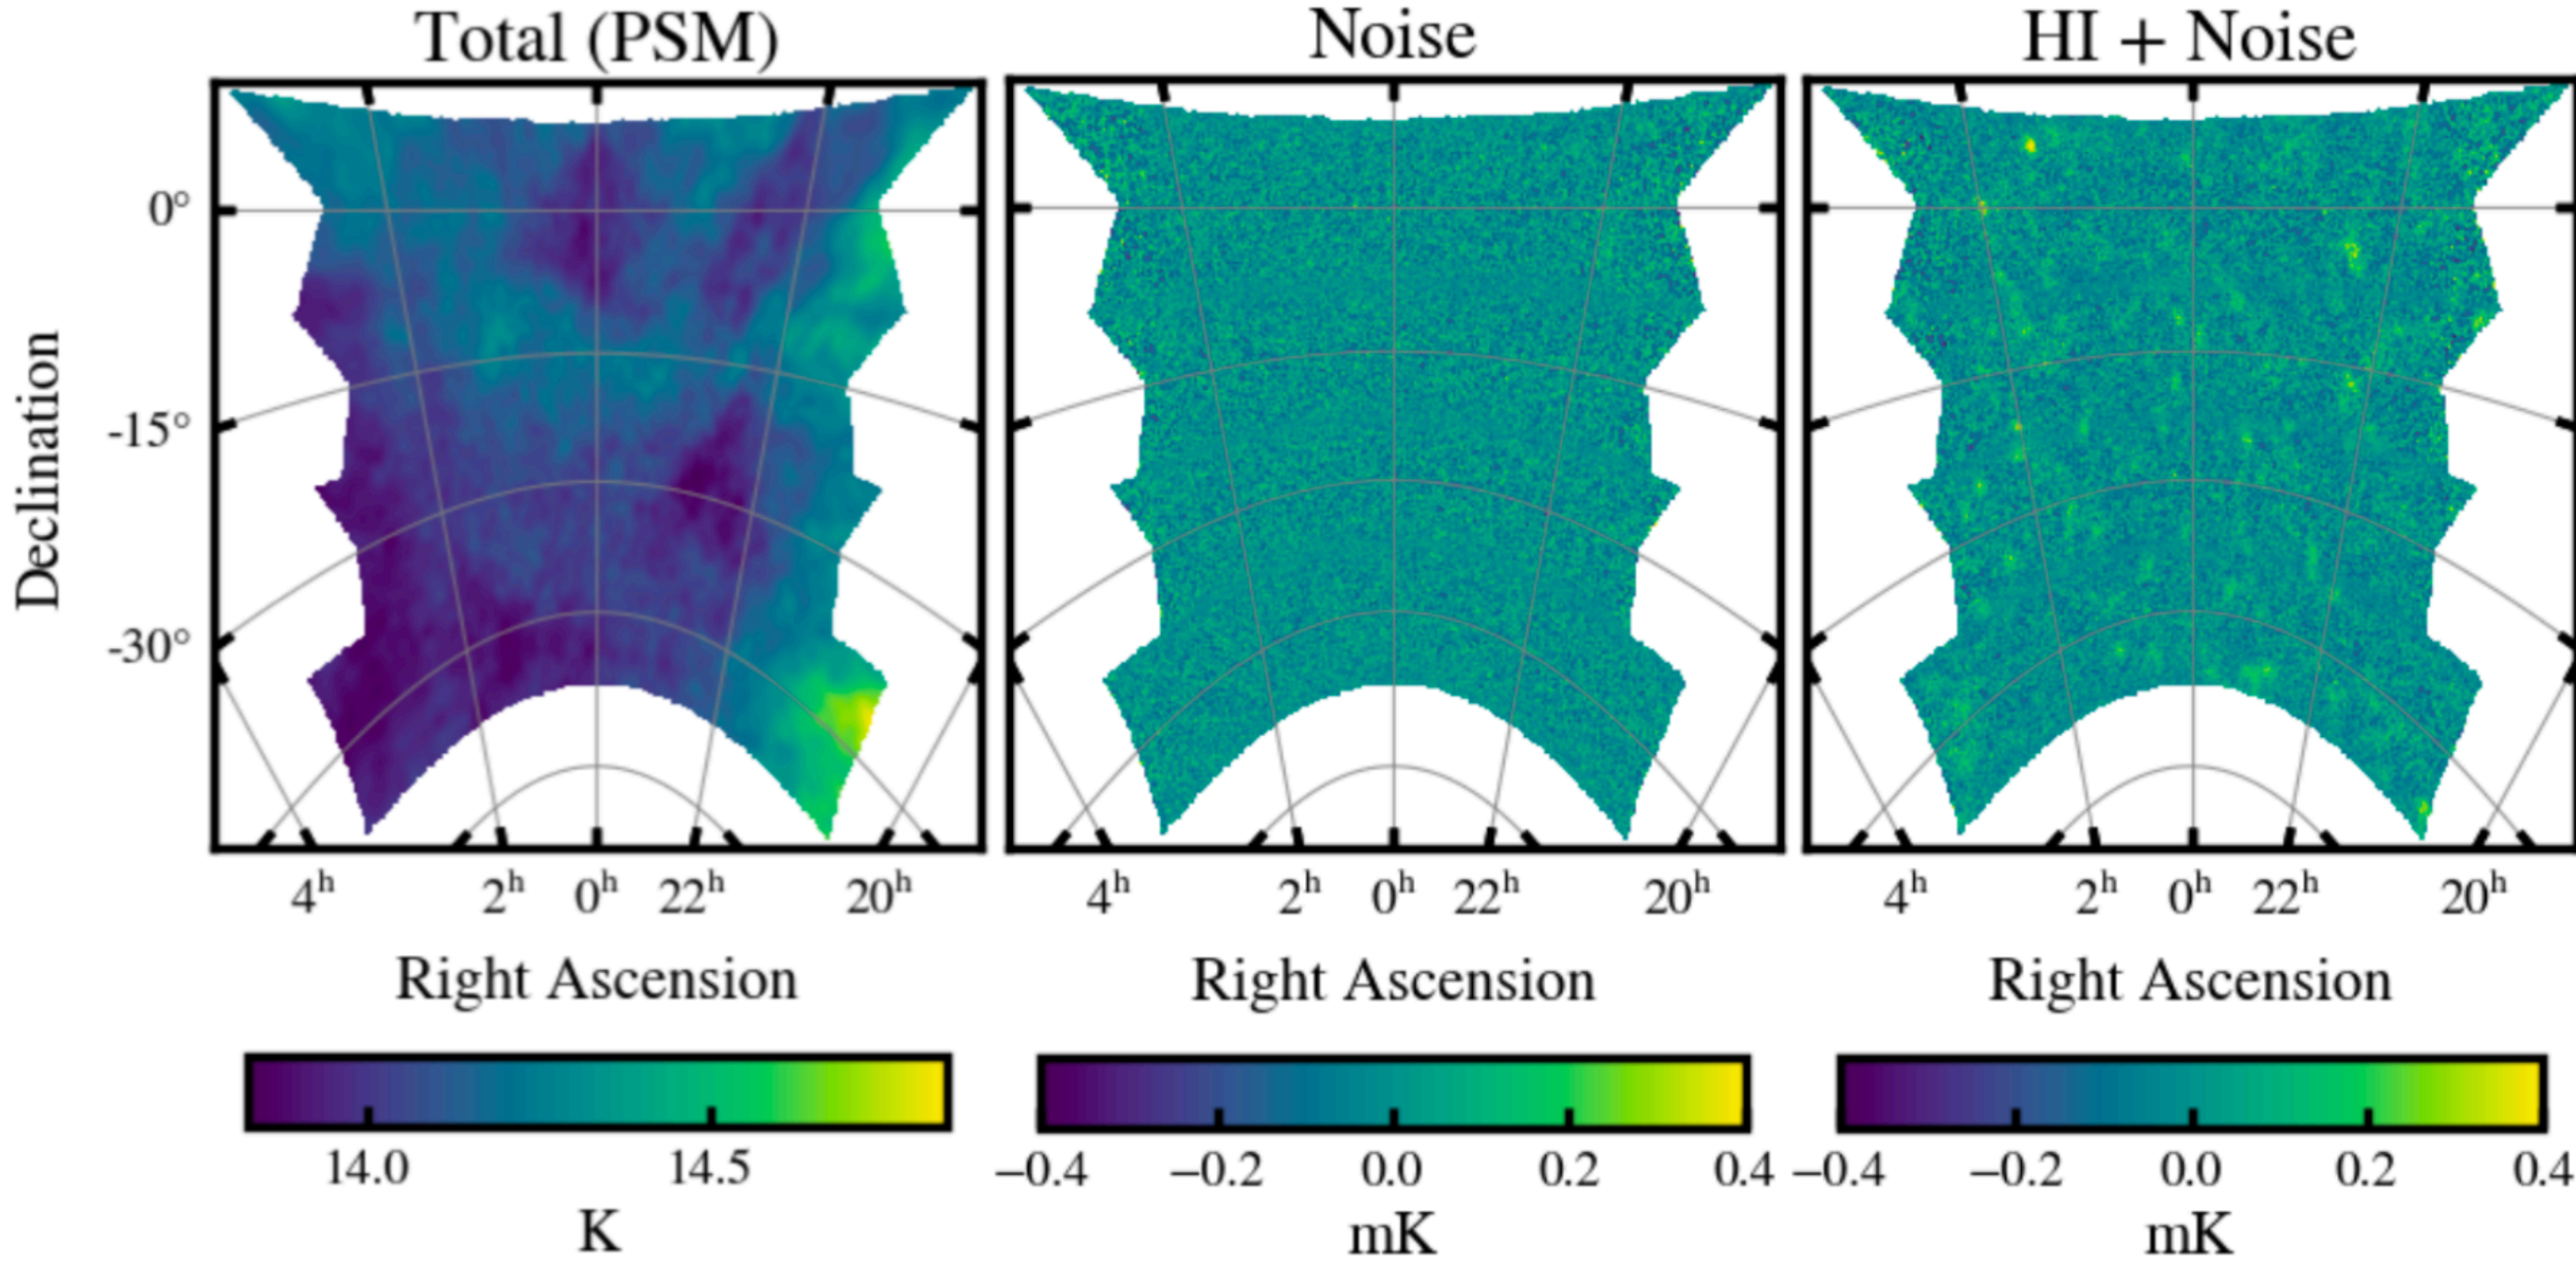 Total (PSM)
Noise
HI + Noise
Declination
0°
-15°
-30°
4h 2h 0h 22h 20h
4h 2h 0h 22h 20h
4h 2h 0h 22h 20h
Right Ascension
Right Ascension
Right Ascension
14.0 14.5
−0.4 −0.2 0.0 0.2 0.4
−0.4 −0.2 0.0 0.2 0.4
K
mK
mK